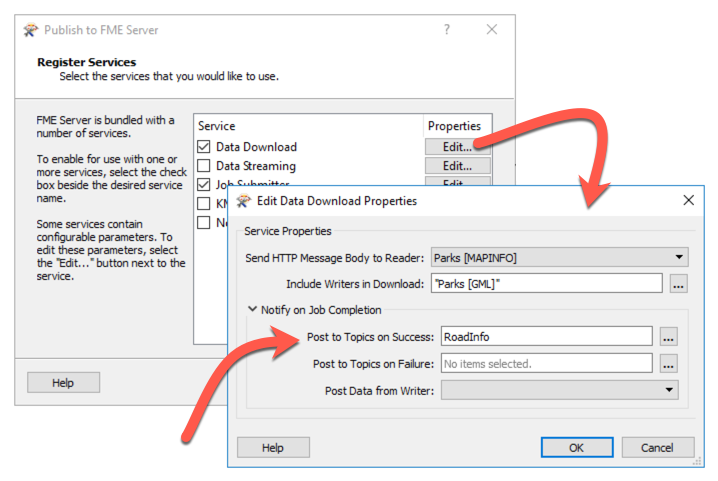 Publish to FME Server
?
Register Services
Select the services that you would like to use.
FME Server is bundled with a
number of services.
To enable for use with one or
more services, select the check
box beside the desired service
name.
Some services contain
configurable parameters. To
edit these parameters, select
the "Edit..." button next to the
service.
Service Properties
Data Download Edit...
Data Streaming Edit...
Job Submitter Edit...
Help
Edit Data Download Properties
Service Properties
Send HTTP Message Body to Reader: Parks [MAPINFO]
Include Writers in Download: "Parks [GML]" ...
Notify on Job Completion
Post to Topics on Success: RoadInfo ...
Post to Topics on Failure: No items selected. ...
Post Data from Writer:
Help OK Cancel